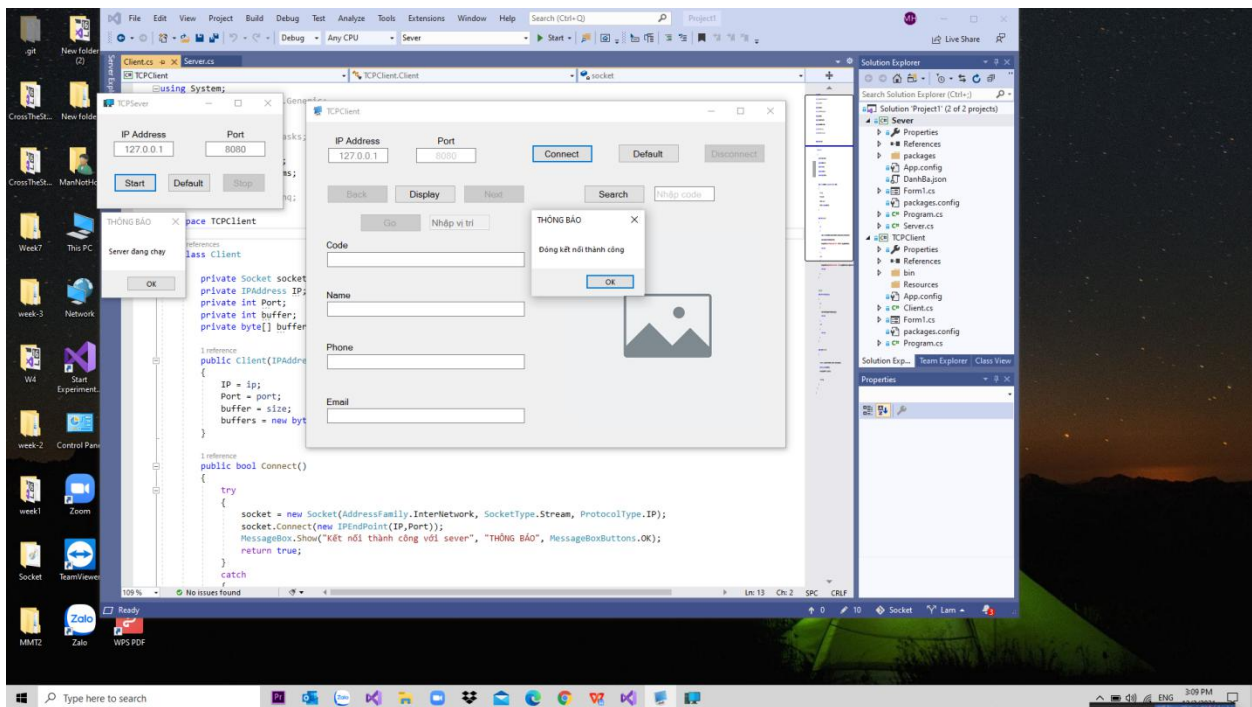 .git
New folder (2)
CrossTheSt...
New folde
CrossTheSt...
ManNotHo
Week7
This PC
week-3
Network
W4
Start Experiment...
week-2
Control Pane
week1
Zoom
Socket
TeamViewer
MMT2
Zalo
WPS PDF
File Edit View Project Build Debug Test Analyze Tools Extensions Window Help Search (Ctrl+Q) Project1 MH
Debug Any CPU Sever Start Live Share
Client.cs Server.cs
TCPClient TCPClient.Client socket
using System;
.Generic;
asks;
ms;
nq;
pace TCPClient
references
lass Client
private Socket socket
private IPAddress IP;
private int Port;
private int buffer;
private byte[] buffer
1 reference
public Client(IPAddre
{
IP = ip;
Port = port;
buffer = size;
buffers = new byt
}
1 reference
public bool Connect()
{
try
{
socket = new Socket(AddressFamily.InterNetwork, SocketType.Stream, ProtocolType.IP);
socket.Connect(new IPEndPoint(IP,Port));
MessageBox.Show("Kết nối thành công với sever", "THÔNG BÁO", MessageBoxButtons.OK);
return true;
}
catch
109 % No issues found Ln: 13 Ch: 2 SPC CRLF
Ready 0 10 Socket Lam 3
TCPSever
IP Address Port
127.0.0.1 8080
Start Default Stop
THÔNG BÁO
Server đang chạy
OK
TCPClient
IP Address Port
127.0.0.1 8080 Connect Default Disconnect
Back Display Next Search Nhập code
Go Nhập vị trí
Code
Name
Phone
Email
THÔNG BÁO
Đóng kết nối thành công
OK
Solution Explorer
Search Solution Explorer (Ctrl+;)
Solution 'Project1' (2 of 2 projects)
Sever
Properties
References
packages
App.config
DanhBa.json
Form1.cs
packages.config
Program.cs
Server.cs
TCPClient
Properties
References
bin
Resources
App.config
Client.cs
Form1.cs
packages.config
Program.cs
Solution Exp... Team Explorer Class View
Properties
Type here to search
ENG 3:09 PM